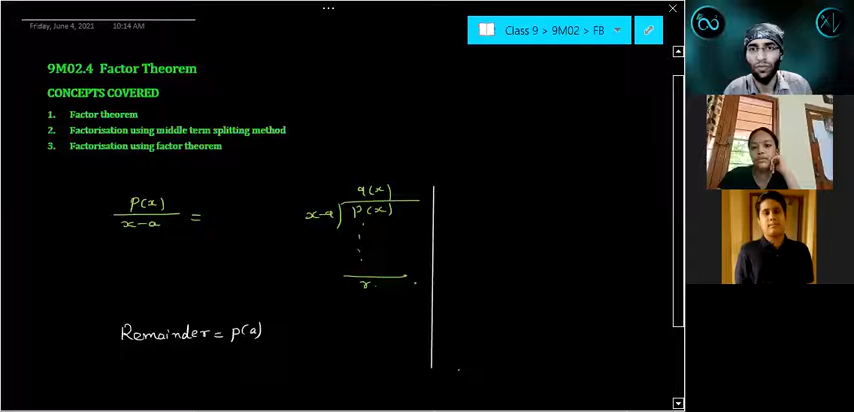 Friday, June 4, 2021 10:14 AM
Class 9 > 9M02 > FB
9M02.4 Factor Theorem
CONCEPTS COVERED
1. Factor theorem
2. Factorisation using middle term splitting method
3. Factorisation using factor theorem
p(x)
x-a
=
q(x)
x-a) p(x)
r.
Remainder = p(a)